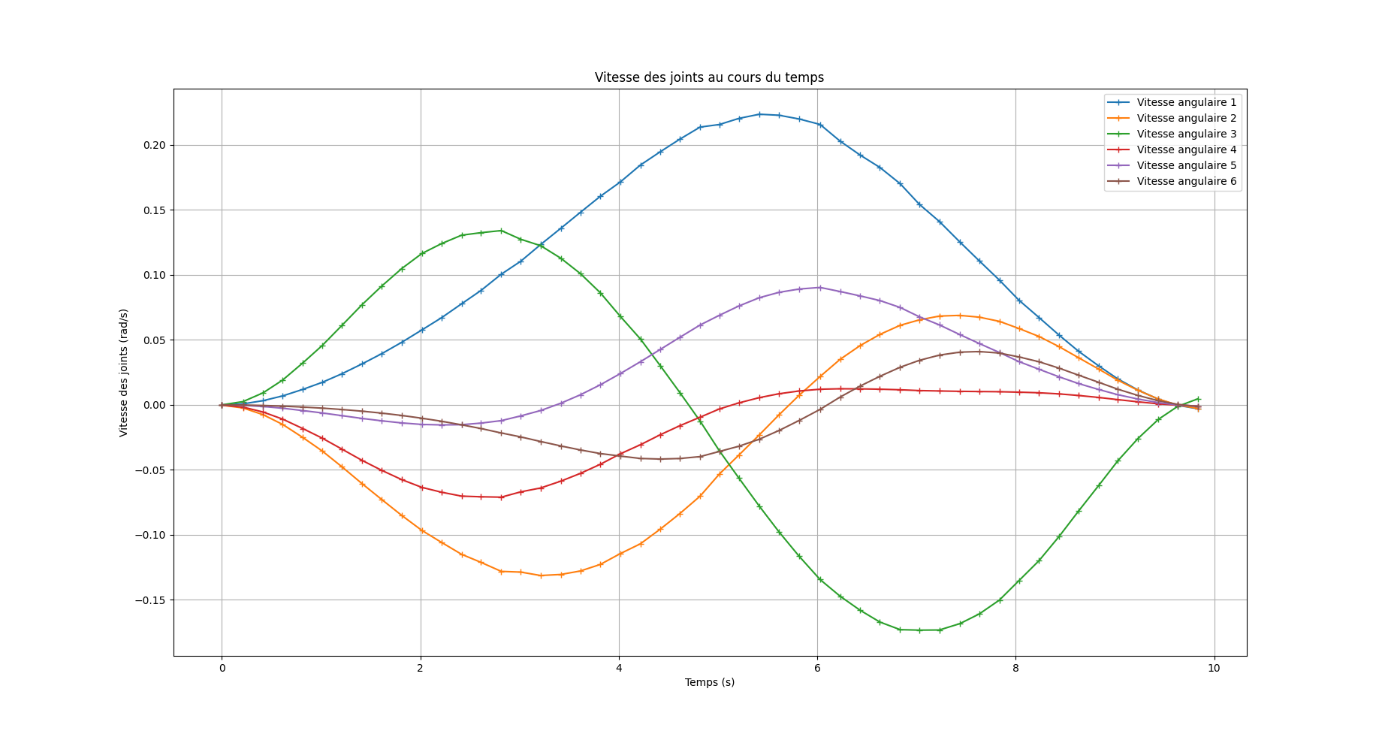 Vitesse des joints au cours du temps
Vitesse angulaire 1
Vitesse angulaire 2
Vitesse angulaire 3
Vitesse angulaire 4
Vitesse angulaire 5
Vitesse angulaire 6
Vitesse des joints (rad/s)
0.20
0.15
0.10
0.05
0.00
−0.05
−0.10
−0.15
0 2 4 6 8 10
Temps (s)